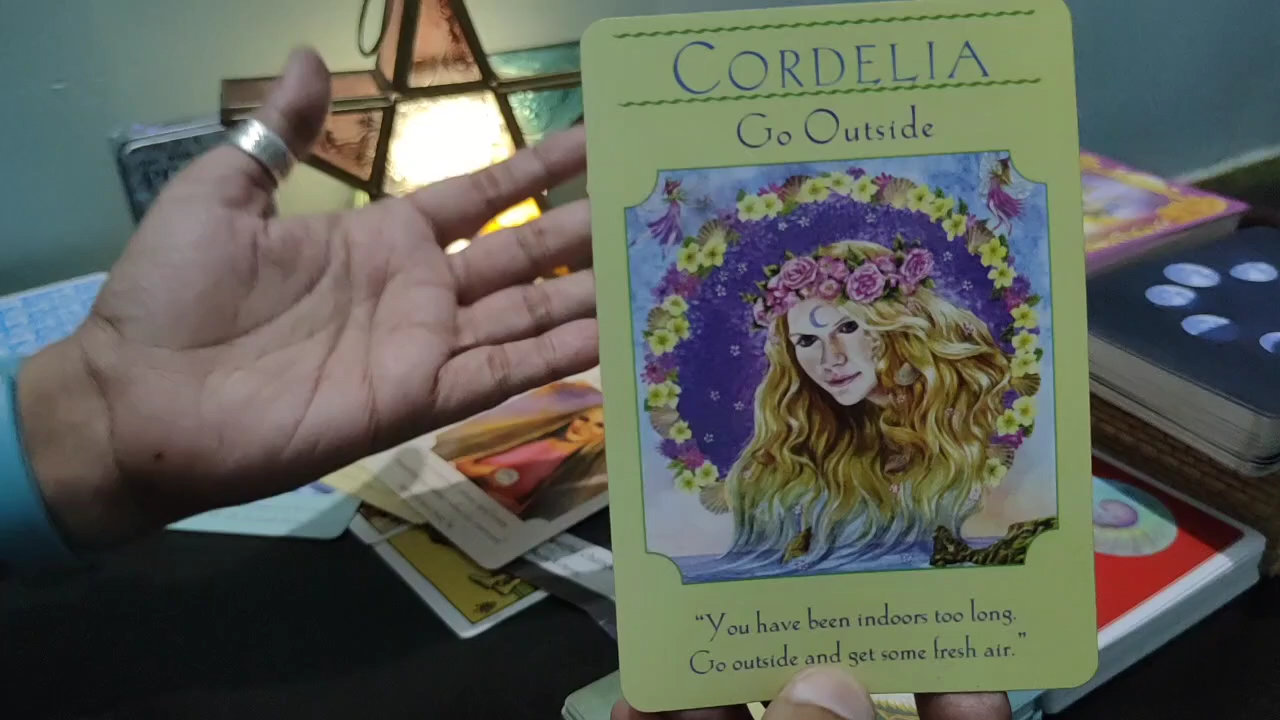 CORDELIA
Go Outside
“You have been indoors too long.
Go outside and get some fresh air.”